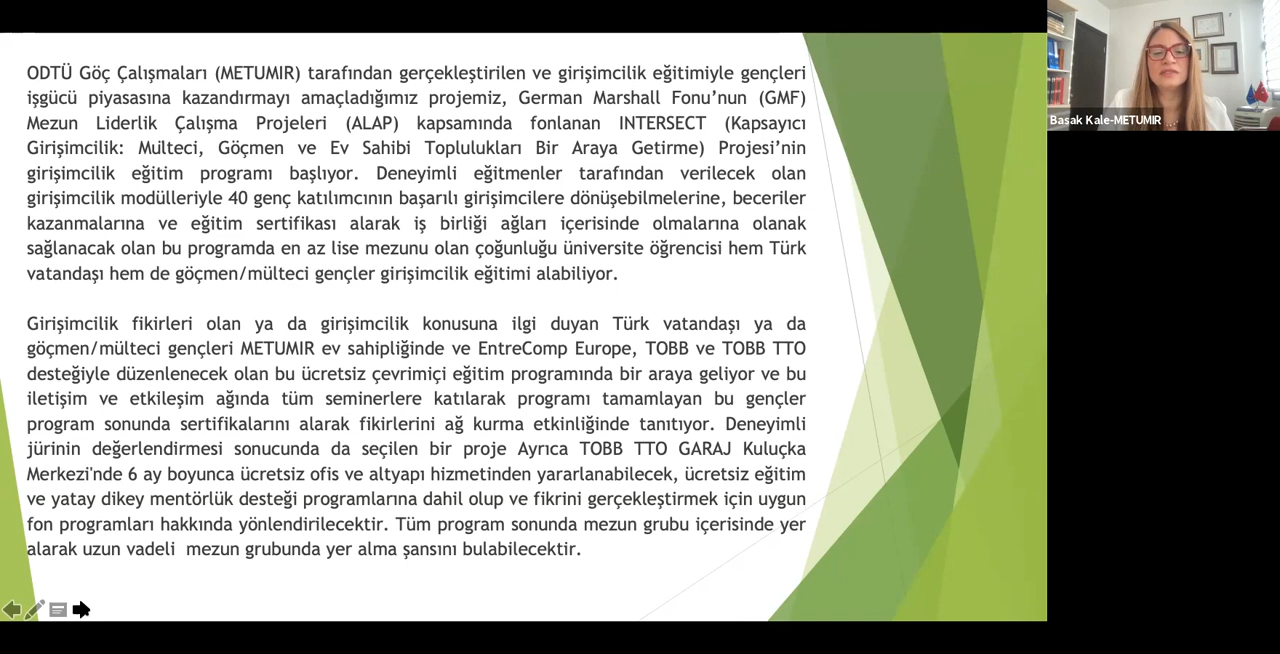 ODTÜ Göç Çalışmaları (METUMIR) tarafından gerçekleştirilen ve girişimcilik eğitimiyle gençleri
işgücü piyasasına kazandırmayı amaçladığımız projemiz, German Marshall Fonu’nun (GMF)
Mezun Liderlik Çalışma Projeleri (ALAP) kapsamında fonlanan INTERSECT (Kapsayıcı
Girişimcilik: Mülteci, Göçmen ve Ev Sahibi Toplulukları Bir Araya Getirme) Projesi’nin
girişimcilik eğitim programı başlıyor. Deneyimli eğitmenler tarafından verilecek olan
girişimcilik modülleriyle 40 genç katılımcının başarılı girişimcilere dönüşebilmelerine, beceriler
kazanmalarına ve eğitim sertifikası alarak iş birliği ağları içerisinde olmalarına olanak
sağlanacak olan bu programda en az lise mezunu olan çoğunluğu üniversite öğrencisi hem Türk
vatandaşı hem de göçmen/mülteci gençler girişimcilik eğitimi alabiliyor.
Girişimcilik fikirleri olan ya da girişimcilik konusuna ilgi duyan Türk vatandaşı ya da
göçmen/mülteci gençleri METUMIR ev sahipliğinde ve EntreComp Europe, TOBB ve TOBB TTO
desteğiyle düzenlenecek olan bu ücretsiz çevrimiçi eğitim programında bir araya geliyor ve bu
iletişim ve etkileşim ağında tüm seminerlere katılarak programı tamamlayan bu gençler
program sonunda sertifikalarını alarak fikirlerini ağ kurma etkinliğinde tanıtıyor. Deneyimli
jürinin değerlendirmesi sonucunda da seçilen bir proje Ayrıca TOBB TTO GARAJ Kuluçka
Merkezi'nde 6 ay boyunca ücretsiz ofis ve altyapı hizmetinden yararlanabilecek, ücretsiz eğitim
ve yatay dikey mentörlük desteği programlarına dahil olup ve fikrini gerçekleştirmek için uygun
fon programları hakkında yönlendirilecektir. Tüm program sonunda mezun grubu içerisinde yer
alarak uzun vadeli mezun grubunda yer alma şansını bulabilecektir.
Basak Kale-METUMIR